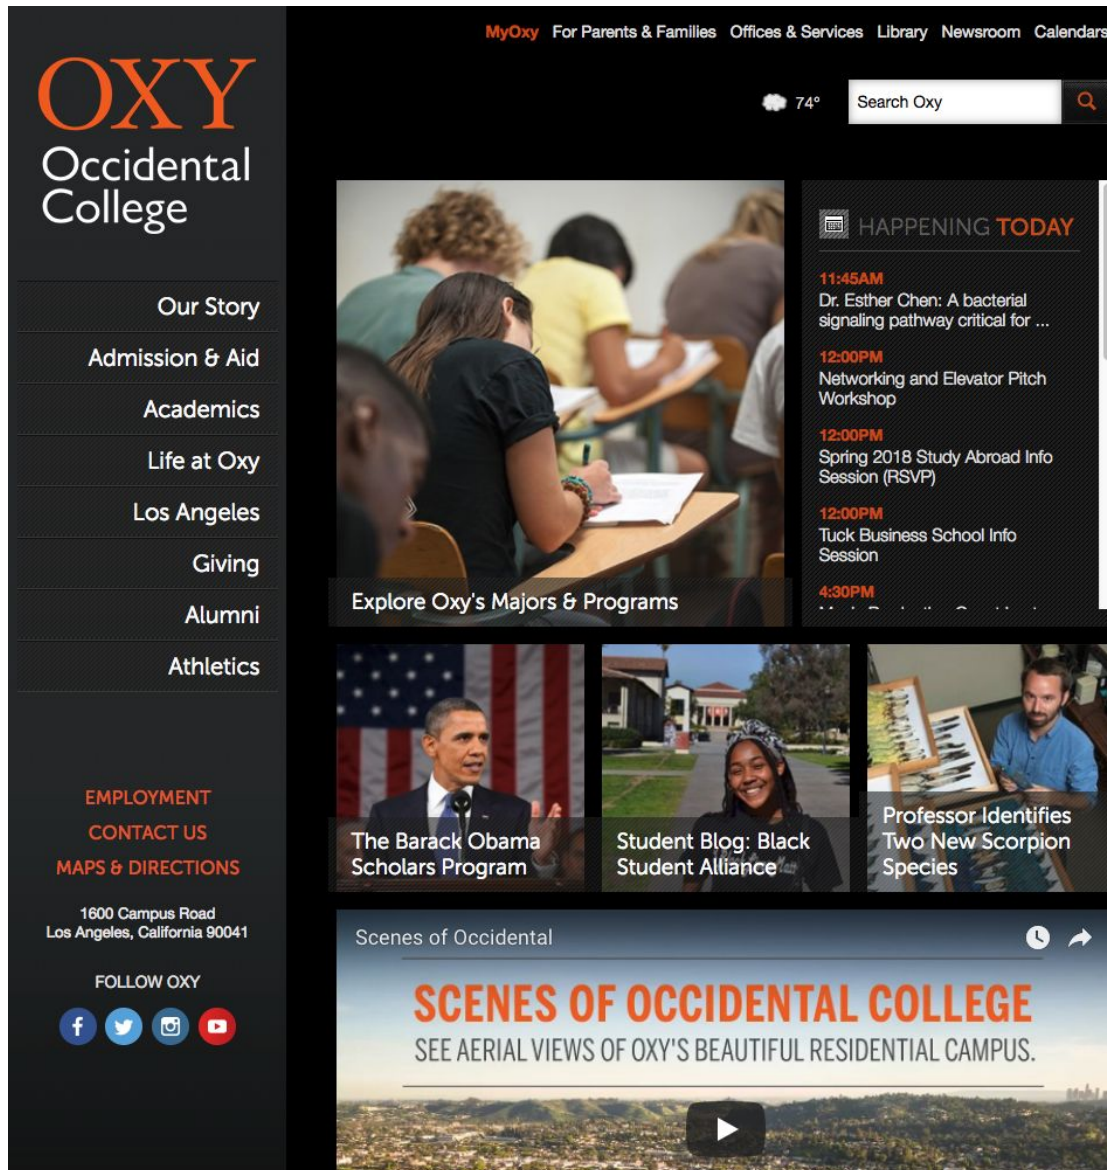 OXY
Occidental
College
Our Story
Admission & Aid
Academics
Life at Oxy
Los Angeles
Giving
Alumni
Athletics
EMPLOYMENT
CONTACT US
MAPS & DIRECTIONS
1600 Campus Road
Los Angeles, California 90041
FOLLOW OXY
MyOxy For Parents & Families Offices & Services Library Newsroom Calendars
74°
Search Oxy
Explore Oxy's Majors & Programs
HAPPENING TODAY
11:45AM
Dr. Esther Chen: A bacterial
signaling pathway critical for ...
12:00PM
Networking and Elevator Pitch
Workshop
12:00PM
Spring 2018 Study Abroad Info
Session (RSVP)
12:00PM
Tuck Business School Info
Session
4:30PM
The Barack Obama
Scholars Program
Student Blog: Black
Student Alliance
Professor Identifies
Two New Scorpion
Species
Scenes of Occidental
SCENES OF OCCIDENTAL COLLEGE
SEE AERIAL VIEWS OF OXY'S BEAUTIFUL RESIDENTIAL CAMPUS.